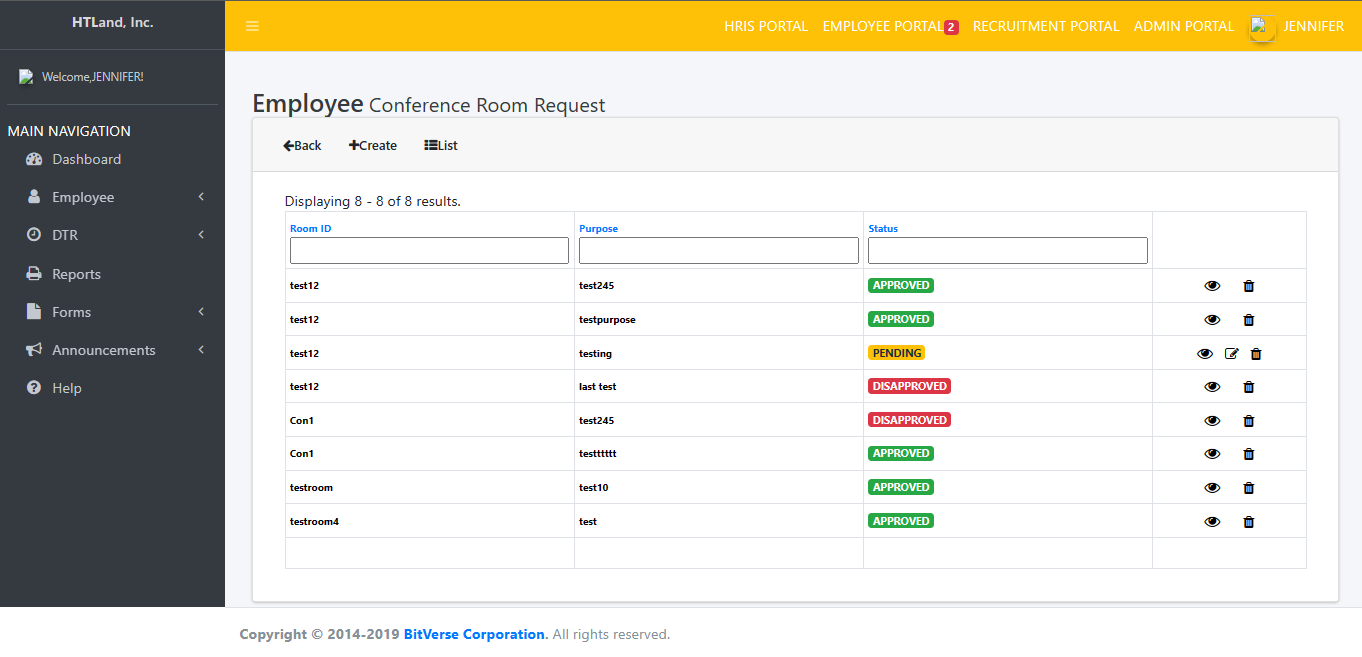 HTLand, Inc.
HRIS PORTAL EMPLOYEE PORTAL 2 RECRUITMENT PORTAL ADMIN PORTAL JENNIFER
Welcome,JENNIFER!
MAIN NAVIGATION
Dashboard
Employee
DTR
Reports
Forms
Announcements
Help
Employee Conference Room Request
Back Create List
Displaying 8 - 8 of 8 results.
Room ID Purpose Status
test12 test245 APPROVED
test12 testpurpose APPROVED
test12 testing PENDING
test12 last test DISAPPROVED
Con1 test245 DISAPPROVED
Con1 testttttt APPROVED
testroom test10 APPROVED
testroom4 test APPROVED
Copyright © 2014-2019 BitVerse Corporation. All rights reserved.